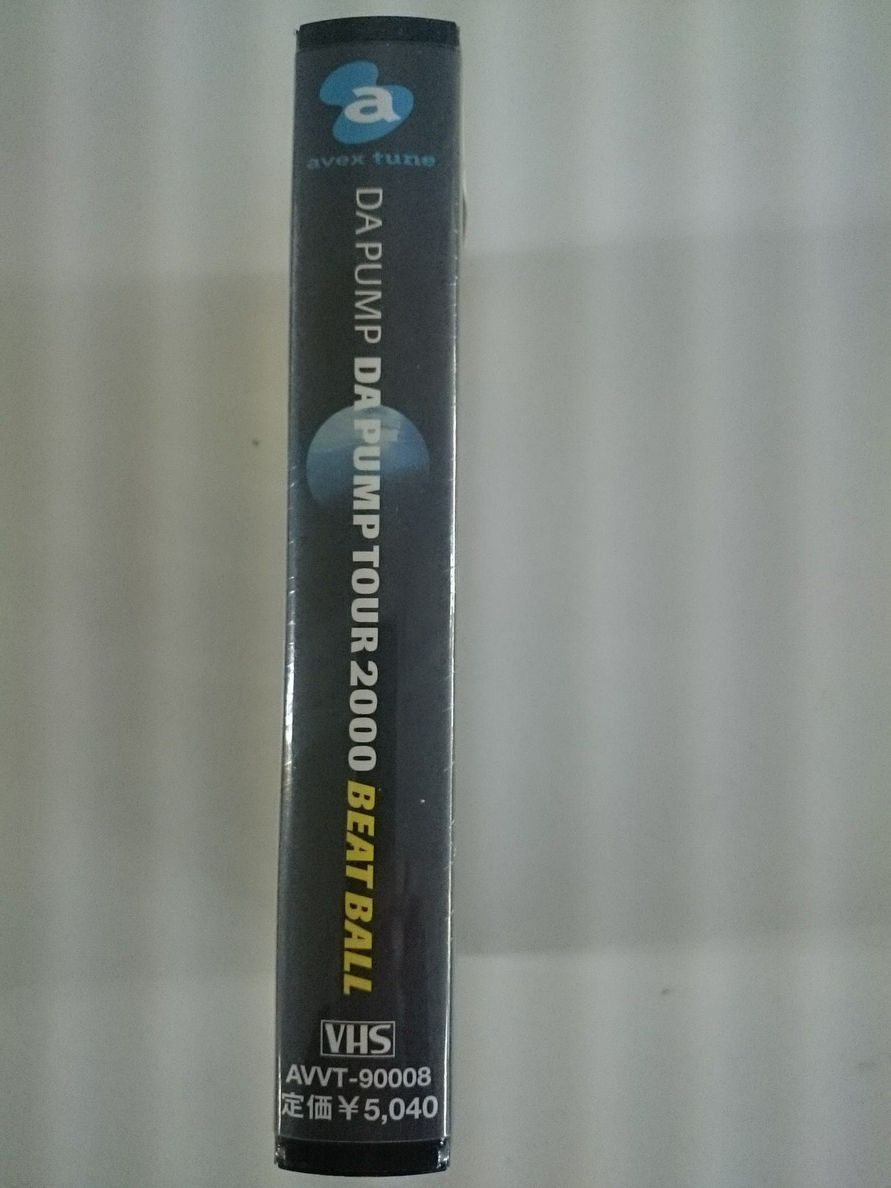 a
avex tune
DA PUMP DA PUMP TOUR 2000 BEAT BALL
VHS
AVVT-90008
定価¥5,040